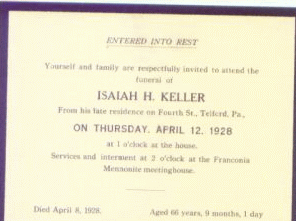 ENTERED INTO REST
Yourself and family are respectfully invited to attend the
funeral of
ISAIAH H. KELLER
From his late residence on Fourth St., Telford, Pa.,
ON THURSDAY, APRIL 12, 1928
at 1 o'clock at the house.
Services and interment at 2 o'clock at the Franconia
Mennonite meetinghouse.
Died April 8, 1928. Aged 66 years, 9 months, 1 day